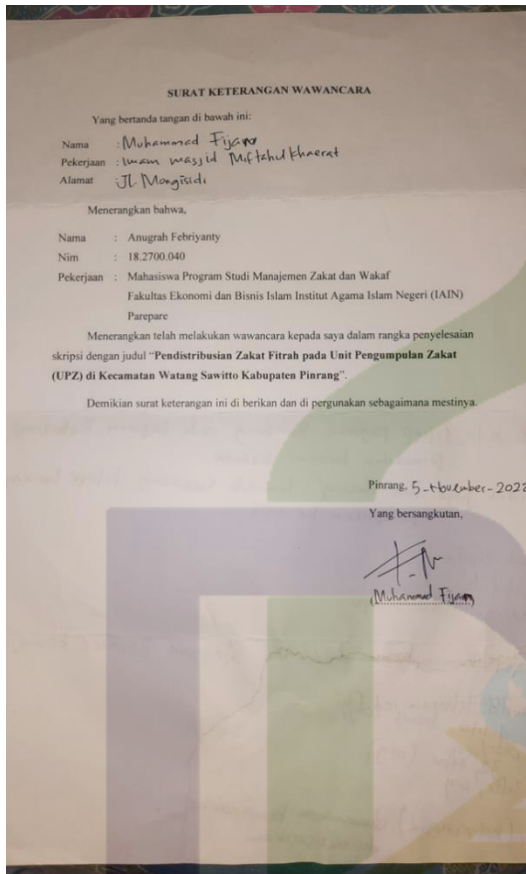 SURAT KETERANGAN WAWANCARA
Yang bertanda tangan di bawah ini:
Nama : Muhammad Fijar
Pekerjaan : Imam masjid Miftahul Khaerat
Alamat : Jl. Mongisidi
Menerangkan bahwa,
Nama : Anugrah Febriyanty
Nim : 18.2700.040
Pekerjaan : Mahasiswa Program Studi Manajemen Zakat dan Wakaf
Fakultas Ekonomi dan Bisnis Islam Institut Agama Islam Negeri (IAIN)
Parepare
Menerangkan telah melakukan wawancara kepada saya dalam rangka penyelesaian
skripsi dengan judul "Pendistribusian Zakat Fitrah pada Unit Pengumpulan Zakat
(UPZ) di Kecamatan Watang Sawitto Kabupaten Pinrang".
Demikian surat keterangan ini di berikan dan di pergunakan sebagaimana mestinya.
Pinrang, 5-November-2022
Yang bersangkutan,
(Muhammad Fijar)